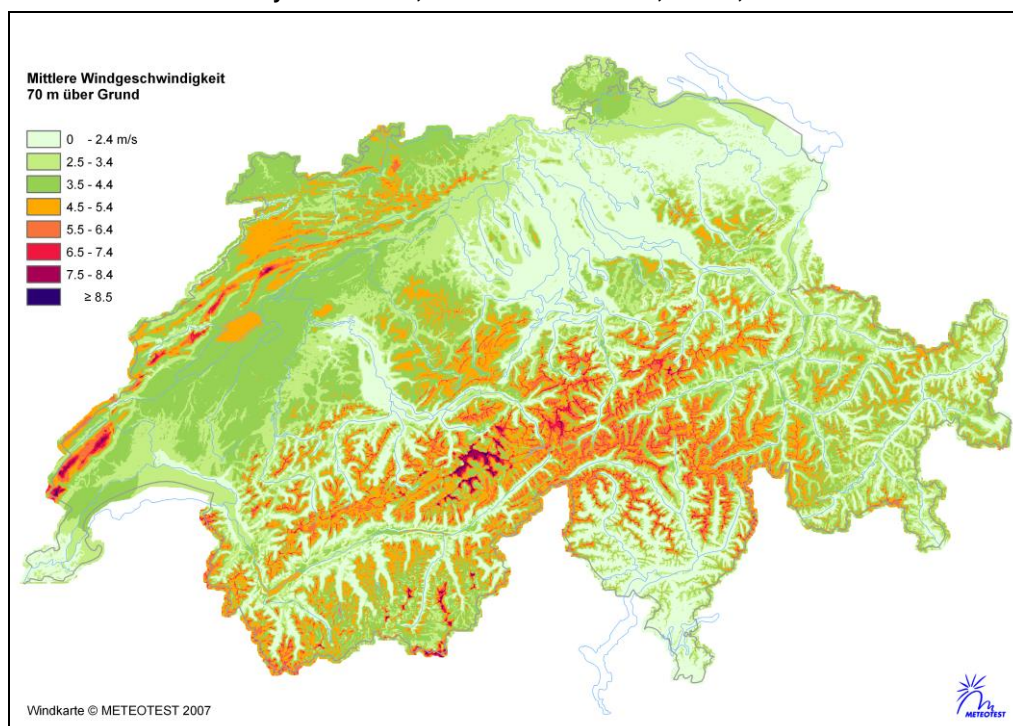 Mittlere Windgeschwindigkeit
70 m über Grund
0 - 2.4 m/s
2.5 - 3.4
3.5 - 4.4
4.5 - 5.4
5.5 - 6.4
6.5 - 7.4
7.5 - 8.4
≥ 8.5
Windkarte © METEOTEST 2007
METEOTEST